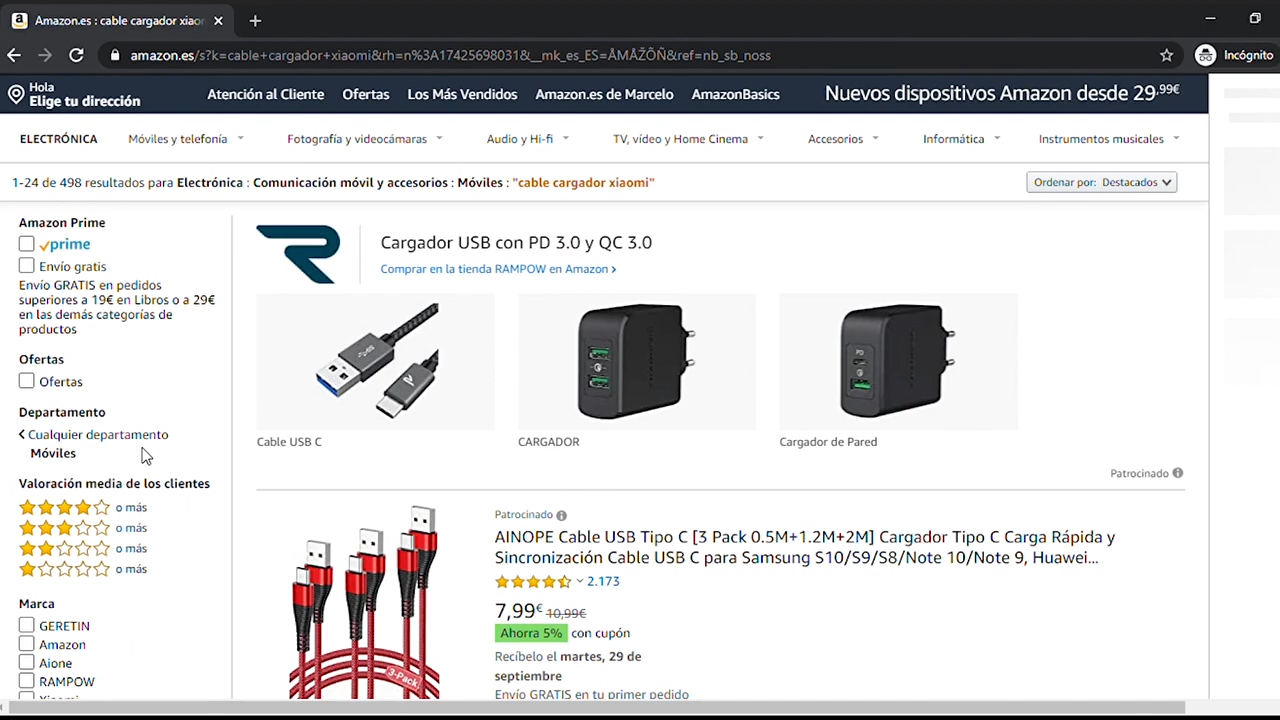 Amazon.es : cable cargador xiaon
amazon.es/s?k=cable+cargador+xiaomi&rh=n%3A17425698031&__mk_es_ES=ÅMÅŽÕÑ&ref=nb_sb_noss
Incógnito
Hola
Elige tu dirección
Atención al Cliente
Ofertas
Los Más Vendidos
Amazon.es de Marcelo
AmazonBasics
Nuevos dispositivos Amazon desde 29,99€
ELECTRÓNICA
Móviles y telefonía
Fotografía y videocámaras
Audio y Hi-fi
TV, vídeo y Home Cinema
Accesorios
Informática
Instrumentos musicales
1-24 de 498 resultados para Electrónica : Comunicación móvil y accesorios : Móviles : "cable cargador xiaomi"
Ordenar por: Destacados
Amazon Prime
prime
Envío gratis
Envío GRATIS en pedidos
superiores a 19€ en Libros o a 29€
en las demás categorías de
productos
Ofertas
Ofertas
Departamento
Cualquier departamento
Móviles
Valoración media de los clientes
o más
o más
o más
o más
Marca
GERETIN
Amazon
Aione
RAMPOW
Xiaomi
Cargador USB con PD 3.0 y QC 3.0
Comprar en la tienda RAMPOW en Amazon ›
Cable USB C
CARGADOR
PD
Cargador de Pared
Patrocinado
3-Pack
Patrocinado
AINOPE Cable USB Tipo C [3 Pack 0.5M+1.2M+2M] Cargador Tipo C Carga Rápida y
Sincronización Cable USB C para Samsung S10/S9/S8/Note 10/Note 9, Huawei...
2.173
7,99€ 10,99€
Ahorra 5% con cupón
Recíbelo el martes, 29 de
septiembre
Envío GRATIS en tu primer pedido